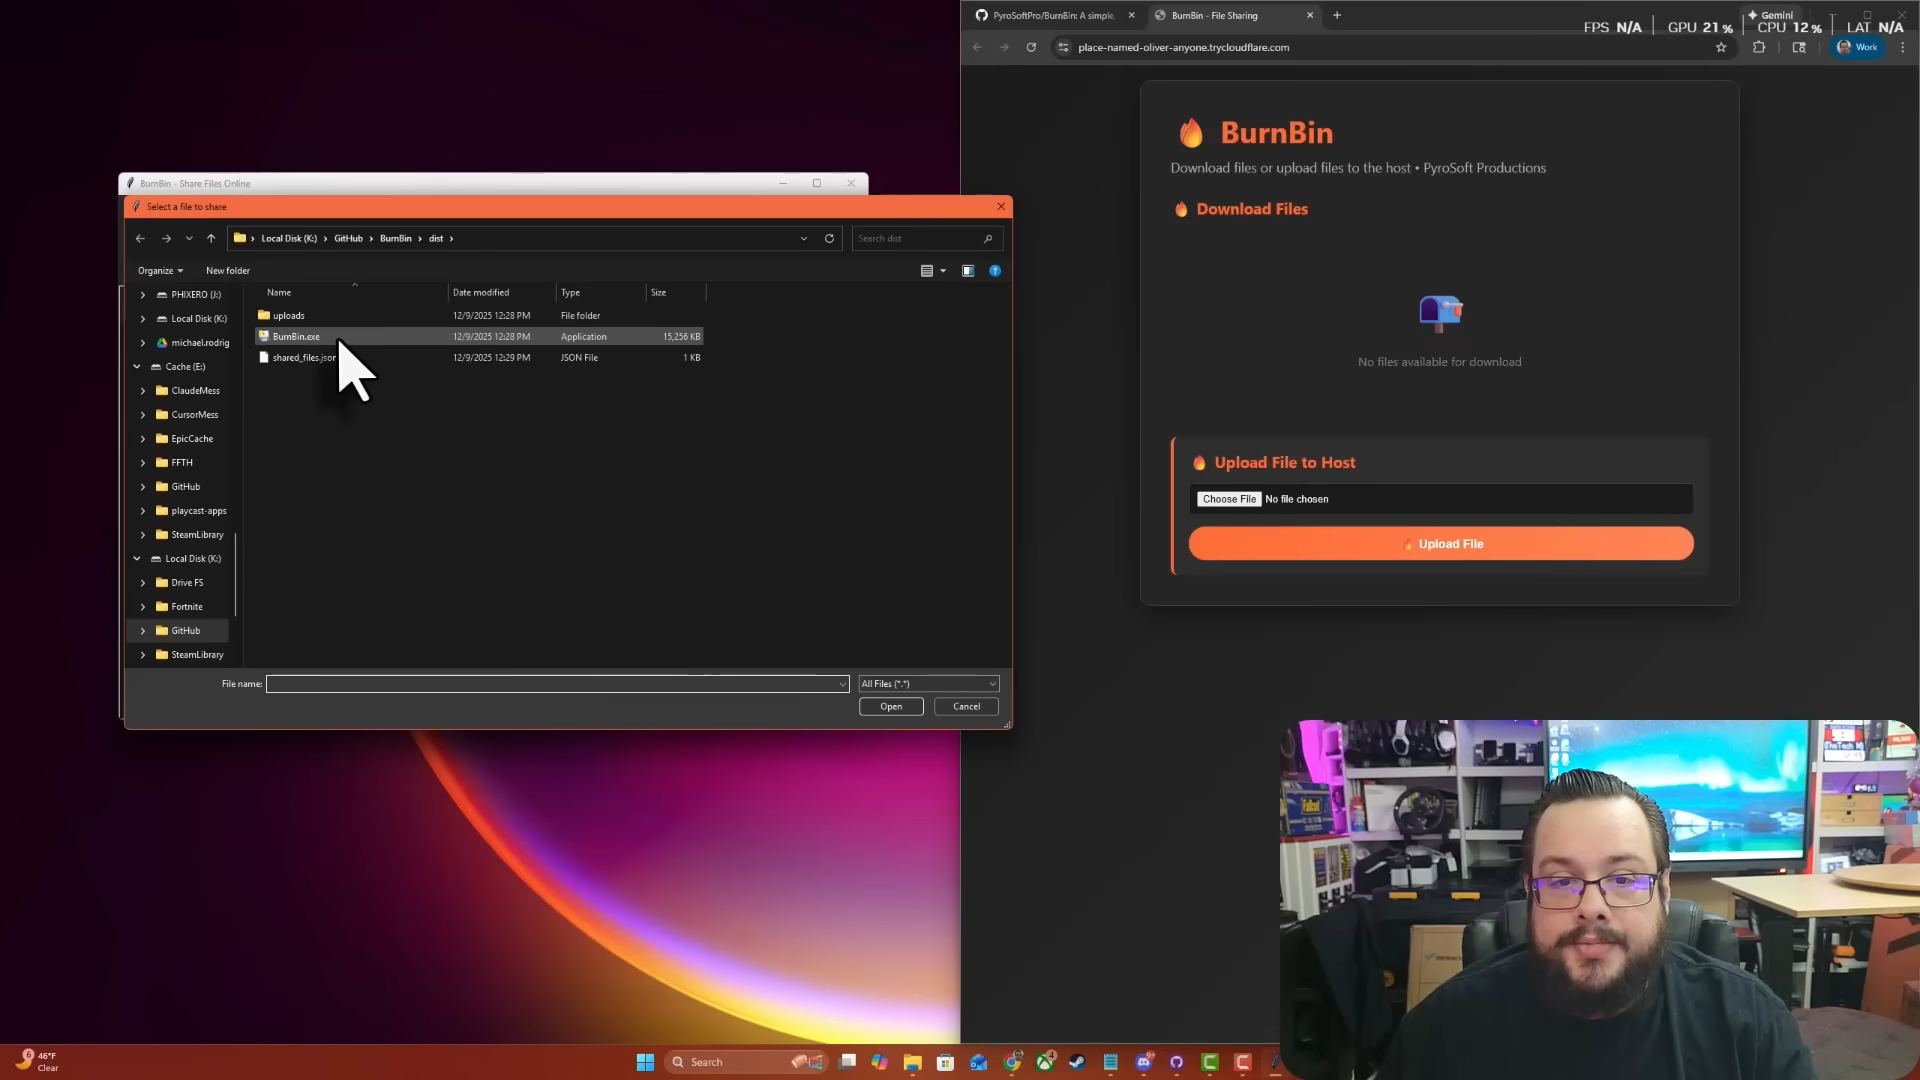 PyroSoftPro/BurnBin: A simple.
BurnBin - File Sharing
Gemini
FPS N/A
GPU 21 %
CPU 12 %
LAT N/A
place-named-oliver-anyone.trycloudflare.com
Work
BurnBin
Download files or upload files to the host • PyroSoft Productions
Download Files
No files available for download
Upload File to Host
Choose File No file chosen
Upload File
BurnBin - Share Files Online
Select a file to share
Local Disk (K:) › GitHub › BurnBin › dist ›
Search dist
Organize
New folder
Name
Date modified
Type
Size
uploads 12/9/2025 12:28 PM File folder
BurnBin.exe 12/9/2025 12:28 PM Application 15,256 KB
shared_files.json 12/9/2025 12:29 PM JSON File 1 KB
PHIXERO (J:)
Local Disk (K:)
michael.rodrig
Cache (E:)
ClaudeMess
CursorMess
EpicCache
FFTH
GitHub
playcast-apps
SteamLibrary
Local Disk (K:)
Drive FS
Fortnite
GitHub
SteamLibrary
File name:
All Files (*.*)
Open
Cancel
46°F
Clear
Search